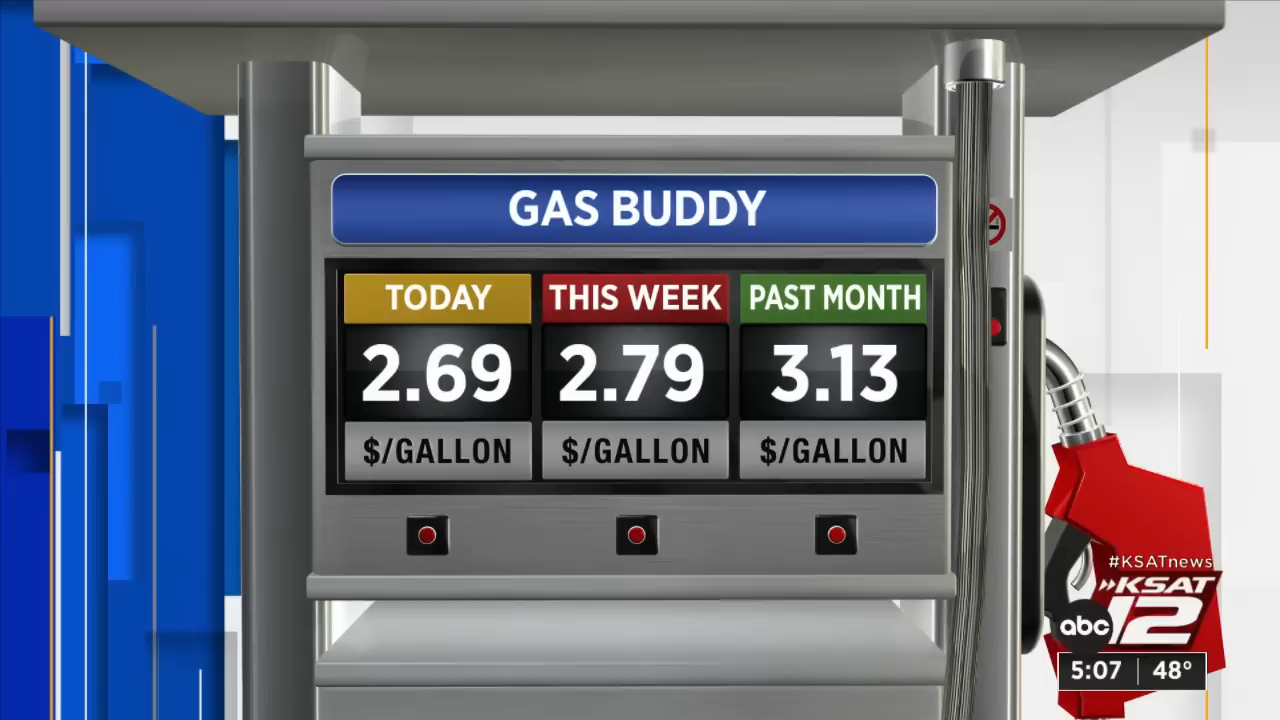 GAS BUDDY
TODAY
THIS WEEK
PAST MONTH
2.69
2.79
3.13
$/GALLON
$/GALLON
$/GALLON
#KSATnews
KSAT
abc
12
5:07
48°